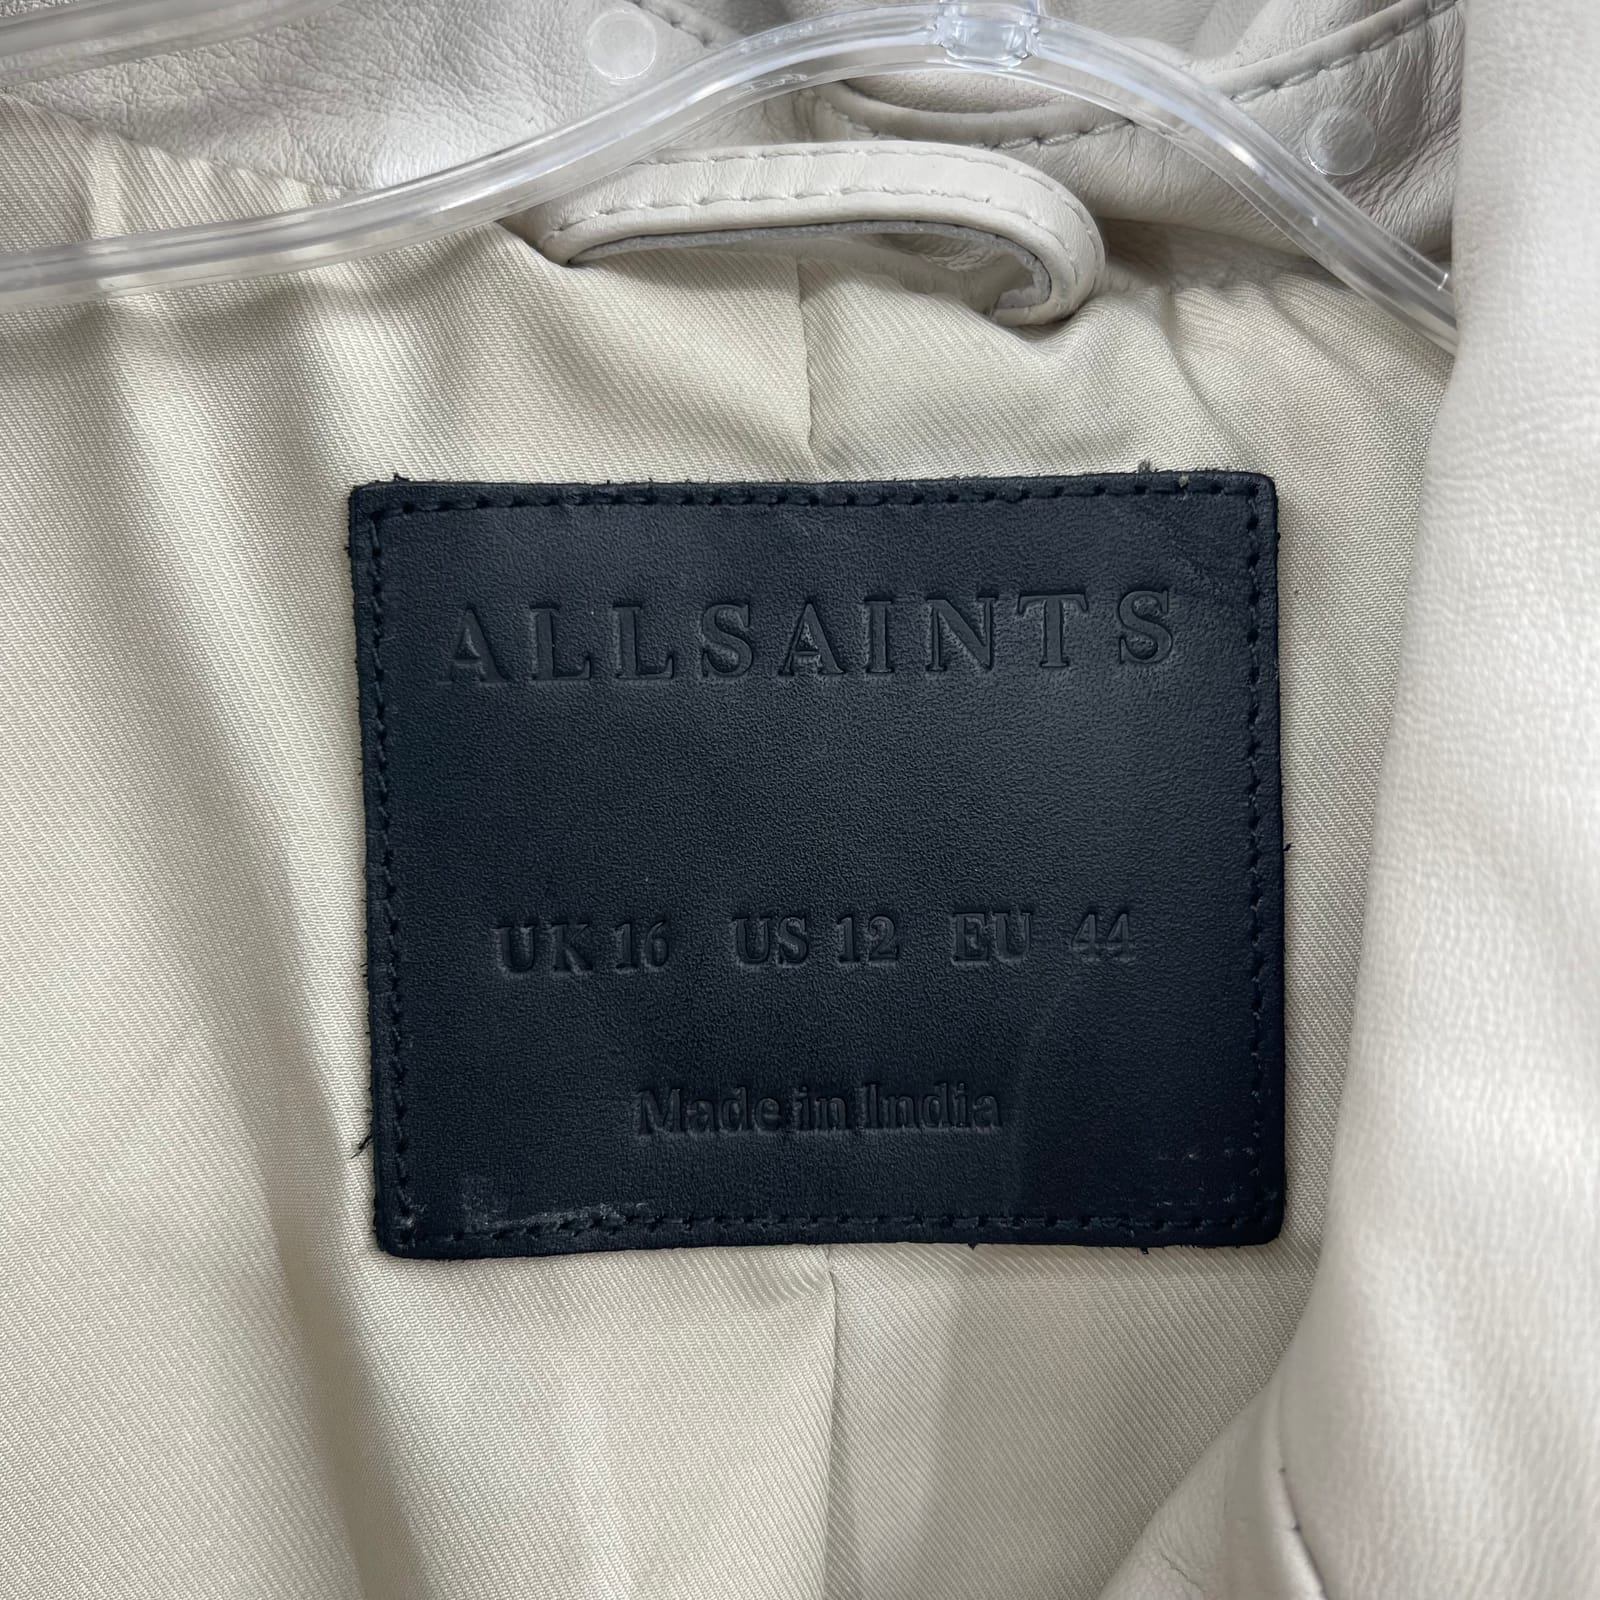 ALLSAINTS
UK 16 US 12 EU 44
Made in India